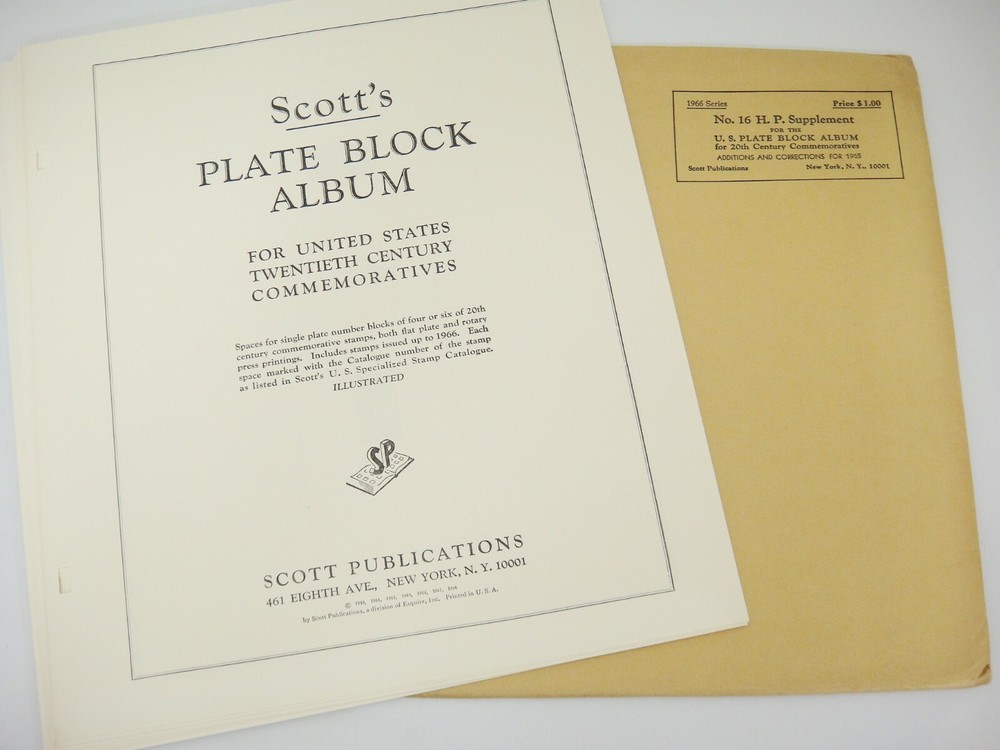 Scott's
PLATE BLOCK
ALBUM
FOR UNITED STATES
TWENTIETH CENTURY
COMMEMORATIVES
Spaces for single plate number blocks of four or six of 20th
century commemorative stamps, both flat plate and rotary
press printings. Includes stamps issued up to 1966. Each
space marked with the Catalogue number of the stamp
as listed in Scott's U. S. Specialized Stamp Catalogue.
ILLUSTRATED
SP
SCOTT PUBLICATIONS
461 EIGHTH AVE., NEW YORK, N. Y. 10001
©
by Scott Publications, a division of Esquire, Inc. Printed in U. S. A.
1966 Series Price $1.00
No. 16 H. P. Supplement
FOR THE
U. S. PLATE BLOCK ALBUM
for 20th Century Commemoratives
ADDITIONS AND CORRECTIONS FOR 1965
Scott Publications New York, N. Y., 10001